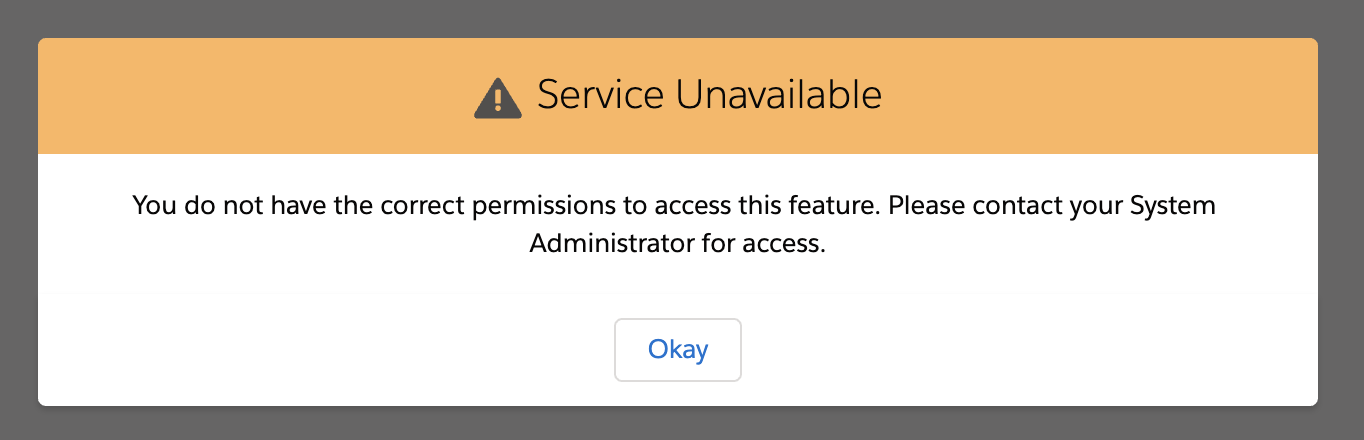 Service Unavailable
You do not have the correct permissions to access this feature. Please contact your System
Administrator for access.
Okay